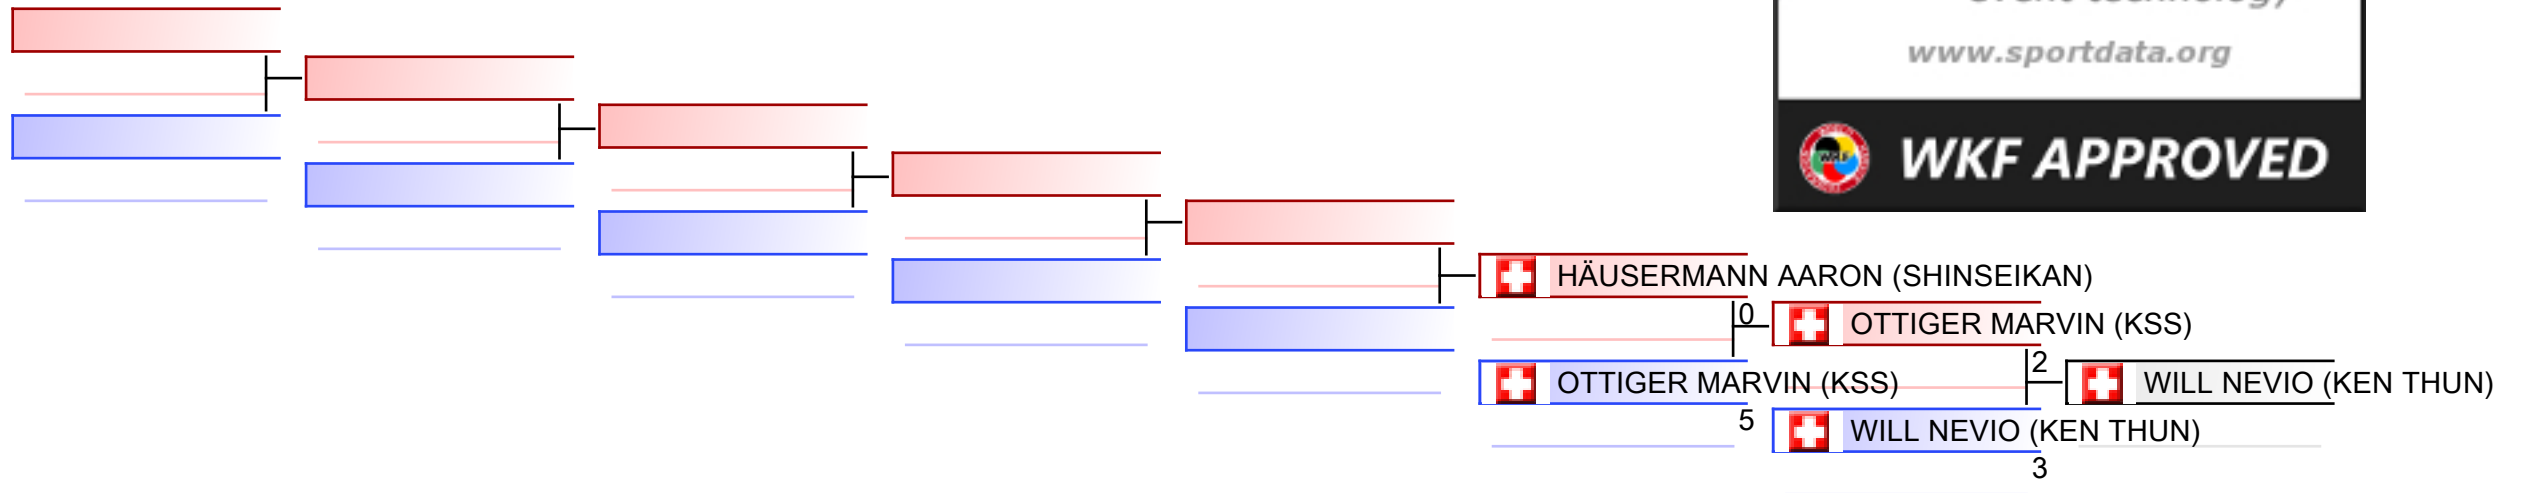 www.sportdata.org
WKF APPROVED
HÄUSERMANN AARON (SHINSEIKAN)
0
OTTIGER MARVIN (KSS)
2
OTTIGER MARVIN (KSS)
WILL NEVIO (KEN THUN)
5
WILL NEVIO (KEN THUN)
3